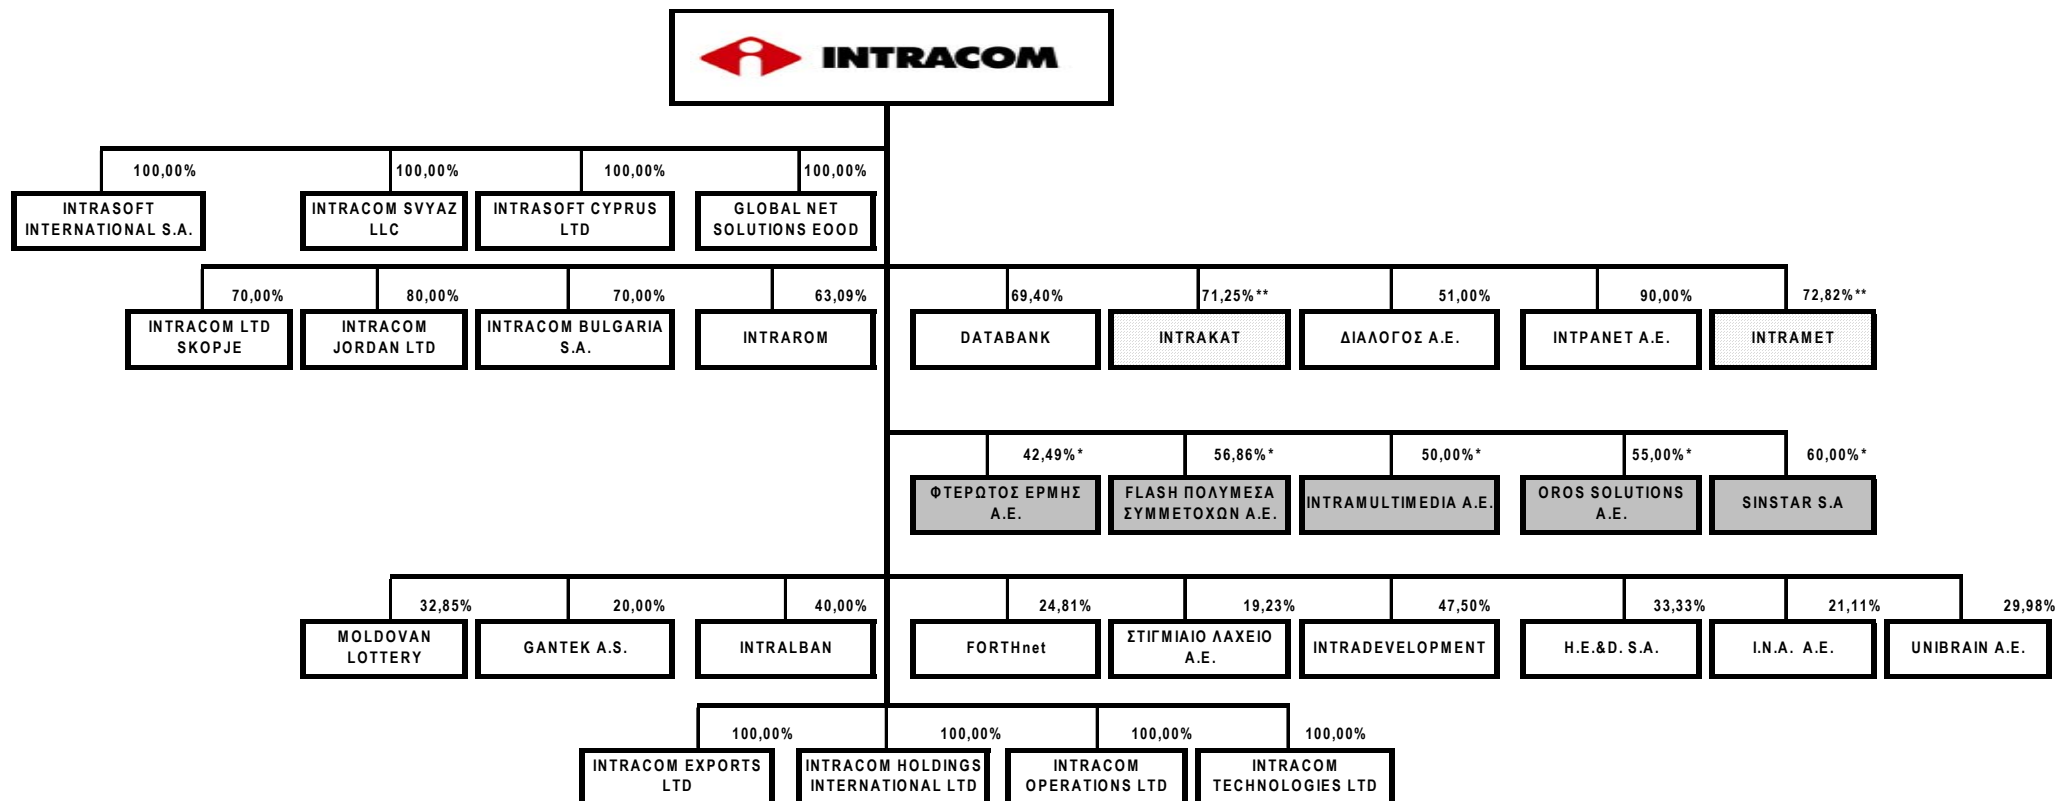 INTRACOM
100,00%
100,00%
100,00%
100,00%
INTRASOFT
INTERNATIONAL S.A.
INTRACOM SVYAZ
LLC
INTRASOFT CYPRUS
LTD
GLOBAL NET
SOLUTIONS EOOD
70,00%
80,00%
70,00%
63,09%
69,40%
71,25%**
51,00%
90,00%
72,82%**
INTRACOM LTD
SKOPJE
INTRACOM
JORDAN LTD
INTRACOM BULGARIA
S.A.
INTRAROM
DATABANK
INTRAKAT
ΔΙΑΛΟΓΟΣ Α.Ε.
INTPANET A.E.
INTRAMET
42,49%*
56,86%*
50,00%*
55,00%*
60,00%*
ΦΤΕΡΩΤΟΣ ΕΡΜΗΣ
Α.Ε.
FLASH ΠΟΛΥΜΕΣΑ
ΣΥΜΜΕΤΟΧΩΝ Α.Ε.
INTRAMULTIMEDIA A.E.
OROS SOLUTIONS
A.E.
SINSTAR S.A
32,85%
20,00%
40,00%
24,81%
19,23%
47,50%
33,33%
21,11%
29,98%
MOLDOVAN
LOTTERY
GANTEK A.S.
INTRALBAN
FORTHnet
ΣΤΙΓΜΙΑΙΟ ΛΑΧΕΙΟ
Α.Ε.
INTRADEVELOPMENT
H.E.&D. S.A.
I.N.A. A.E.
UNIBRAIN A.E.
100,00%
100,00%
100,00%
100,00%
INTRACOM EXPORTS
LTD
INTRACOM HOLDINGS
INTERNATIONAL LTD
INTRACOM
OPERATIONS LTD
INTRACOM
TECHNOLOGIES LTD